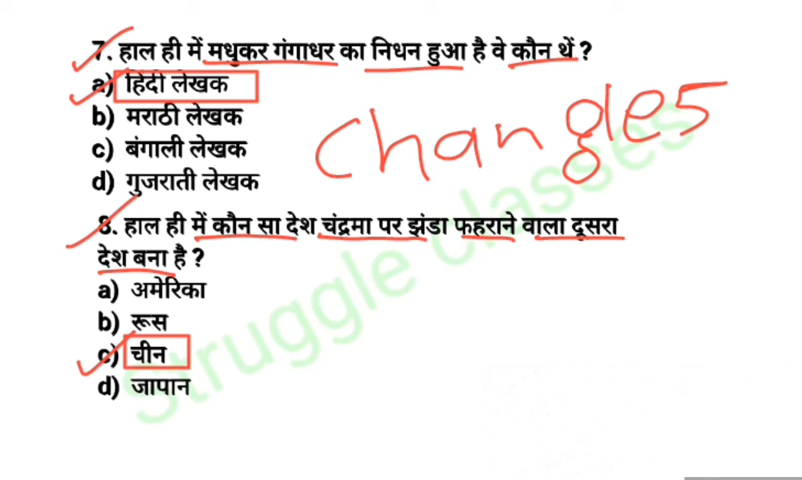 7. हाल ही में मधुकर गंगाधर का निधन हुआ है वे कौन थें ?
a) हिंदी लेखक
b) मराठी लेखक
c) बंगाली लेखक
d) गुजराती लेखक
changles
8. हाल ही में कौन सा देश चंद्रमा पर झंडा फहराने वाला दूसरा
देश बना है ?
a) अमेरिका
b) रूस
c) चीन
d) जापान
struggle classes